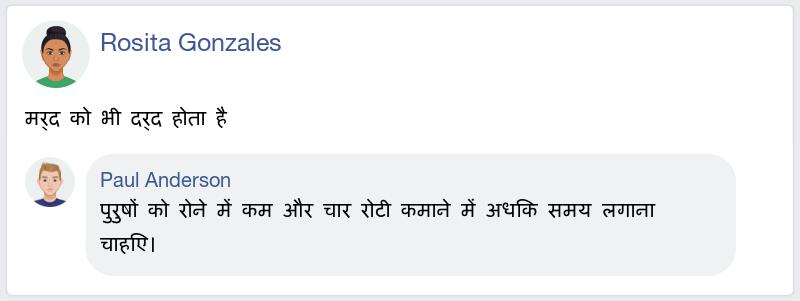 Rosita Gonzales
मर्द को भी दर्द होता है
Paul Anderson
पुरुषों को रोने में कम और चार रोटी कमाने में अधिक समय लगाना
चाहिए।